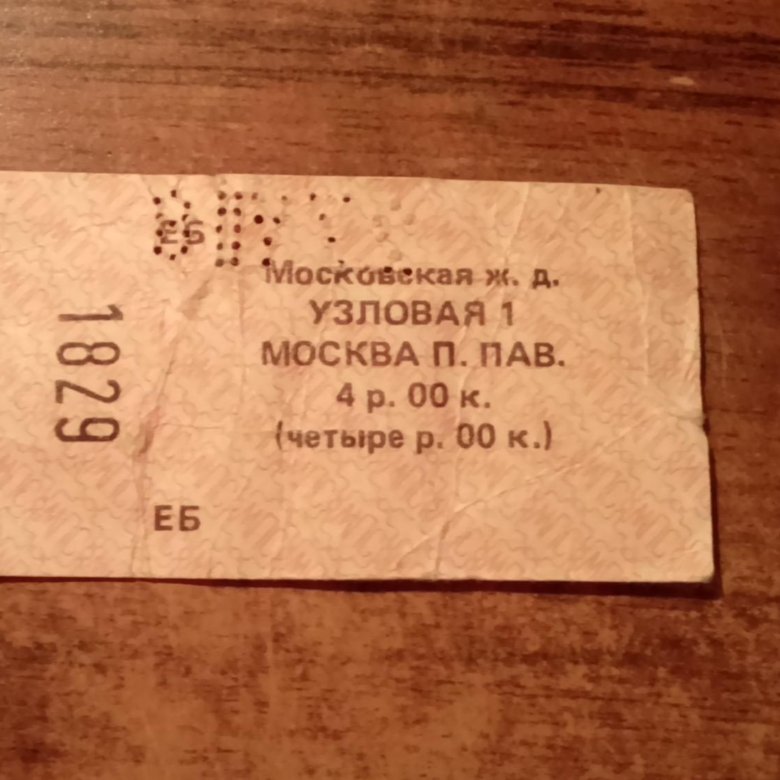 ЕБ
Московская ж. д.
УЗЛОВАЯ 1
МОСКВА П. ПАВ.
4 р. 00 к.
(четыре р. 00 к.)
1829
ЕБ